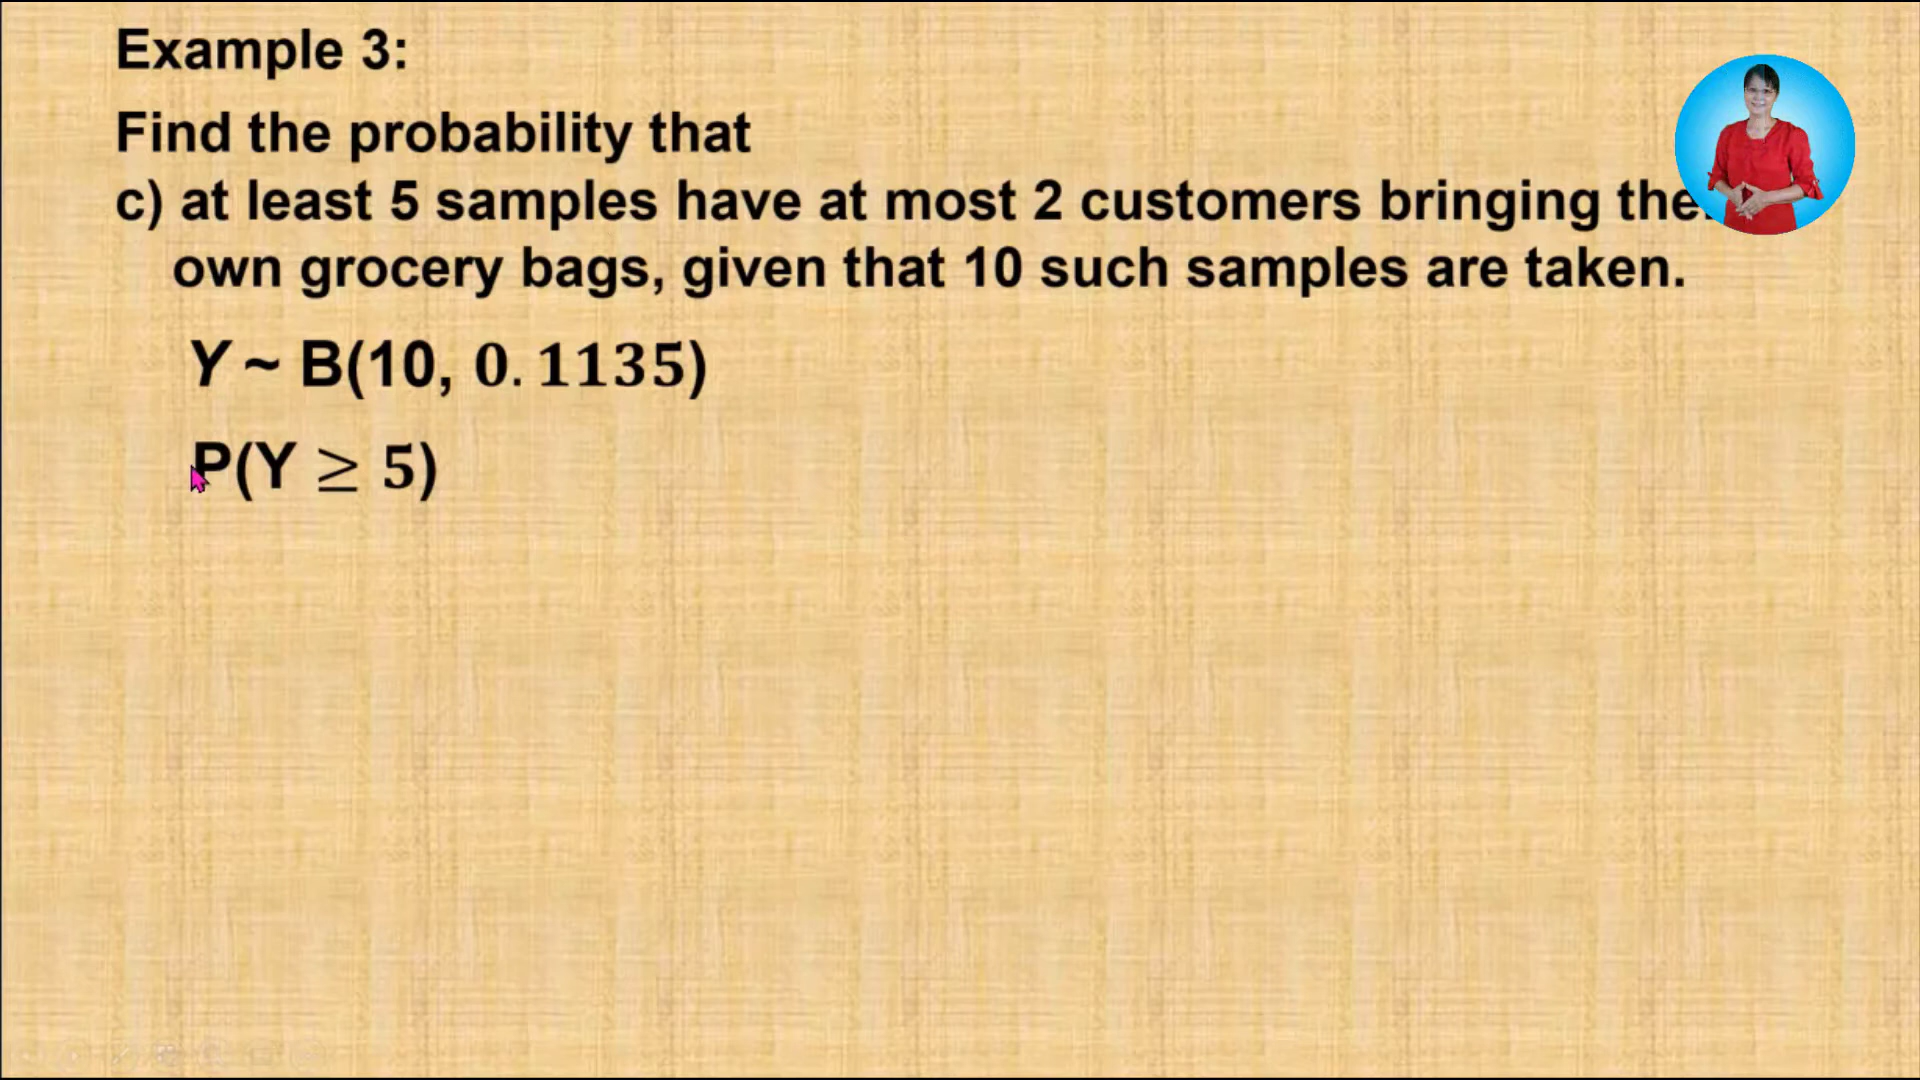 Example 3:
Find the probability that
c) at least 5 samples have at most 2 customers bringing
own grocery bags, given that 10 such samples are taken.
Y ~ B(10, 0.1135)
P(Y ≥ 5)